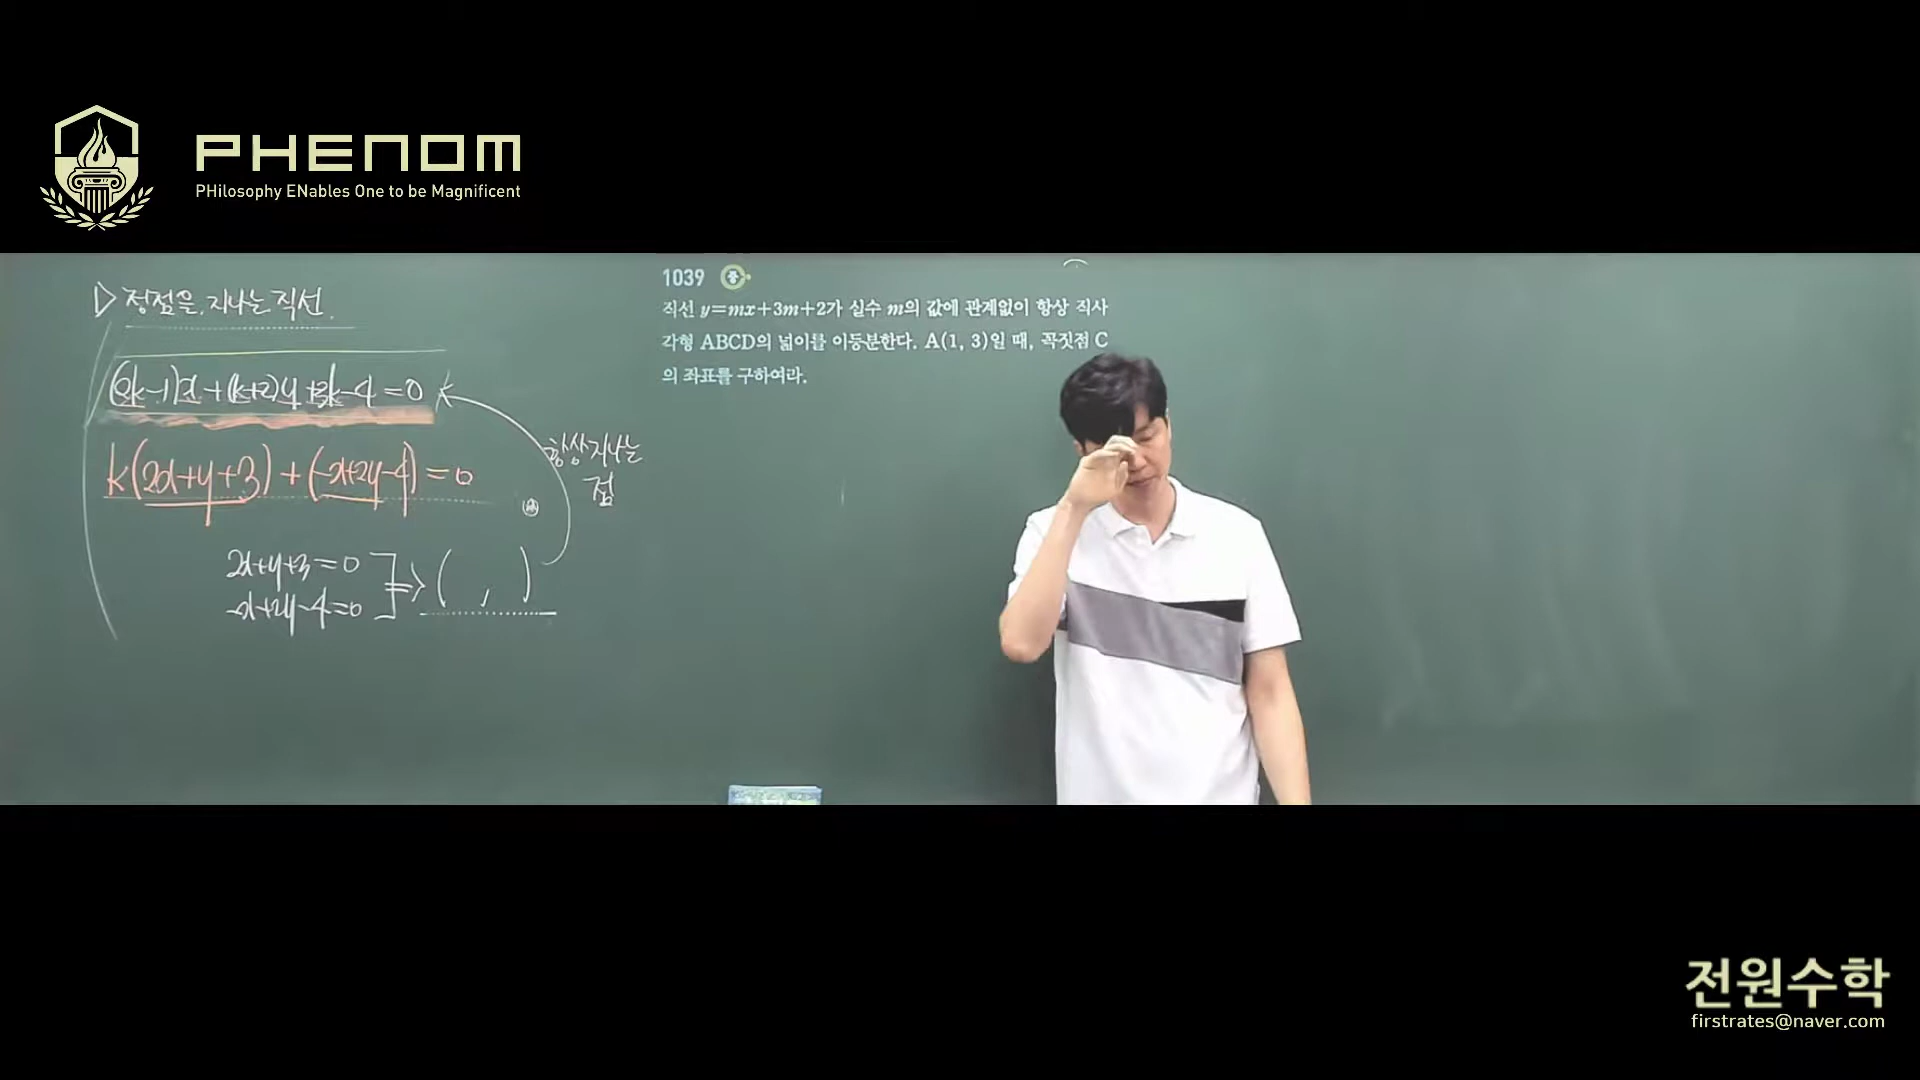 PHENOM
PHilosophy ENables One to be Magnificent
▷ 정점을 지나는 직선.
(2k-1)x+(k+2)y+3k-4=0
k(2x+y+3)+(-x+2y-4)=0
항상 지나는
점
2x+y+3=0
-x+2y-4=0
⇒ ( , )
1039 중
직선 y=mx+3m+2가 실수 m의 값에 관계없이 항상 직사
각형 ABCD의 넓이를 이등분한다. A(1, 3)일 때, 꼭짓점 C
의 좌표를 구하여라.
전원수학
firstrates@naver.com